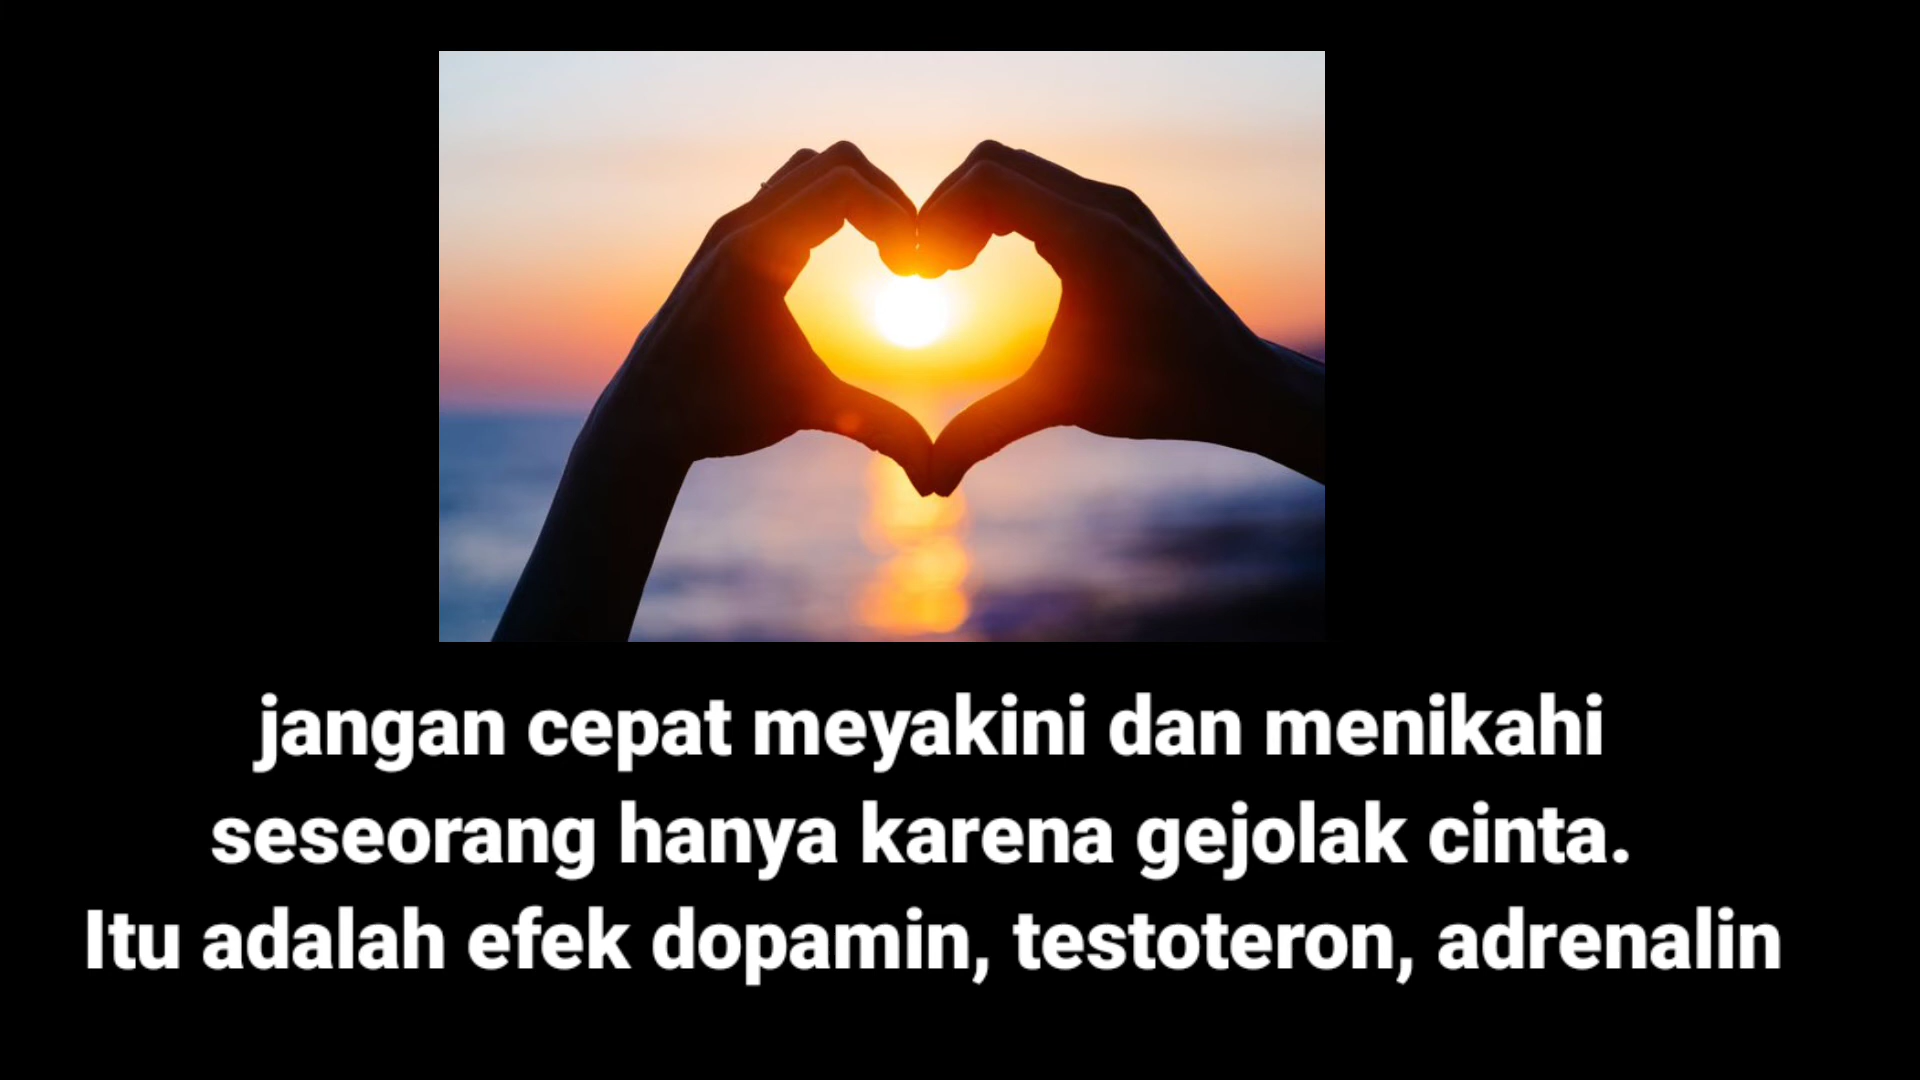 jangan cepat meyakini dan menikahi
seseorang hanya karena gejolak cinta.
Itu adalah efek dopamin, testoteron, adrenalin